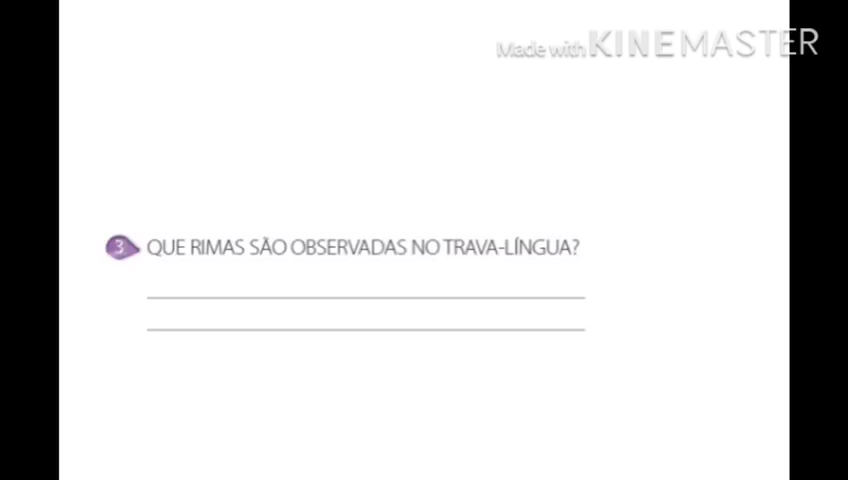 Made with KINEMASTER
3 QUE RIMAS SÃO OBSERVADAS NO TRAVA-LÍNGUA?